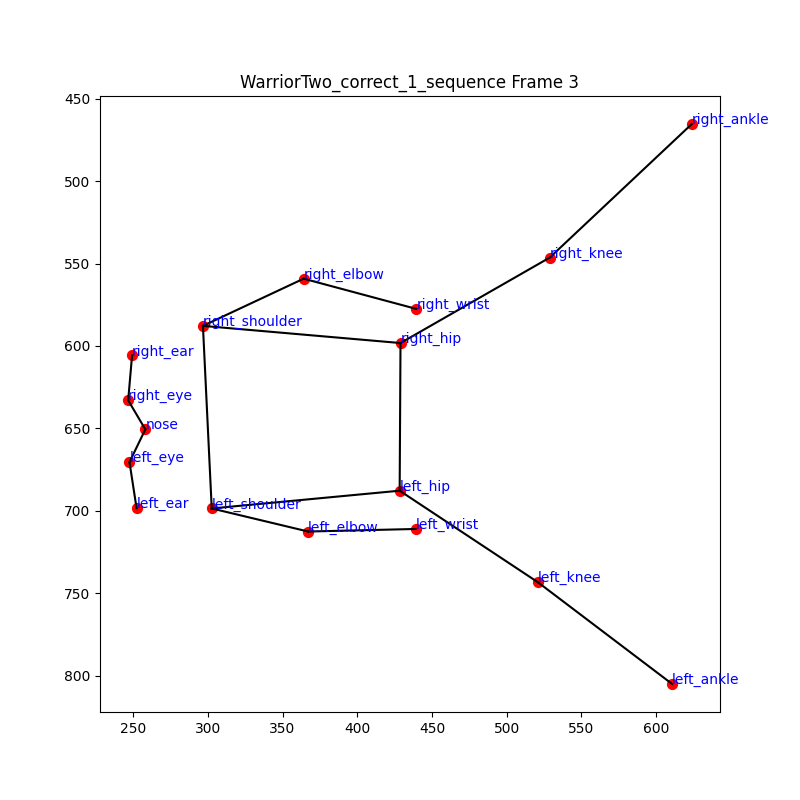 WarriorTwo_correct_1_sequence Frame 3
450
right_ankle
500
550
right_knee
right_elbow
right_wrist
right_shoulder
600
right_hip
right_ear
right_eye
650
nose
left_eye
left_hip
700
left_ear
left_shoulder
left_elbow
left_wrist
750
left_knee
800
left_ankle
250 300 350 400 450 500 550 600